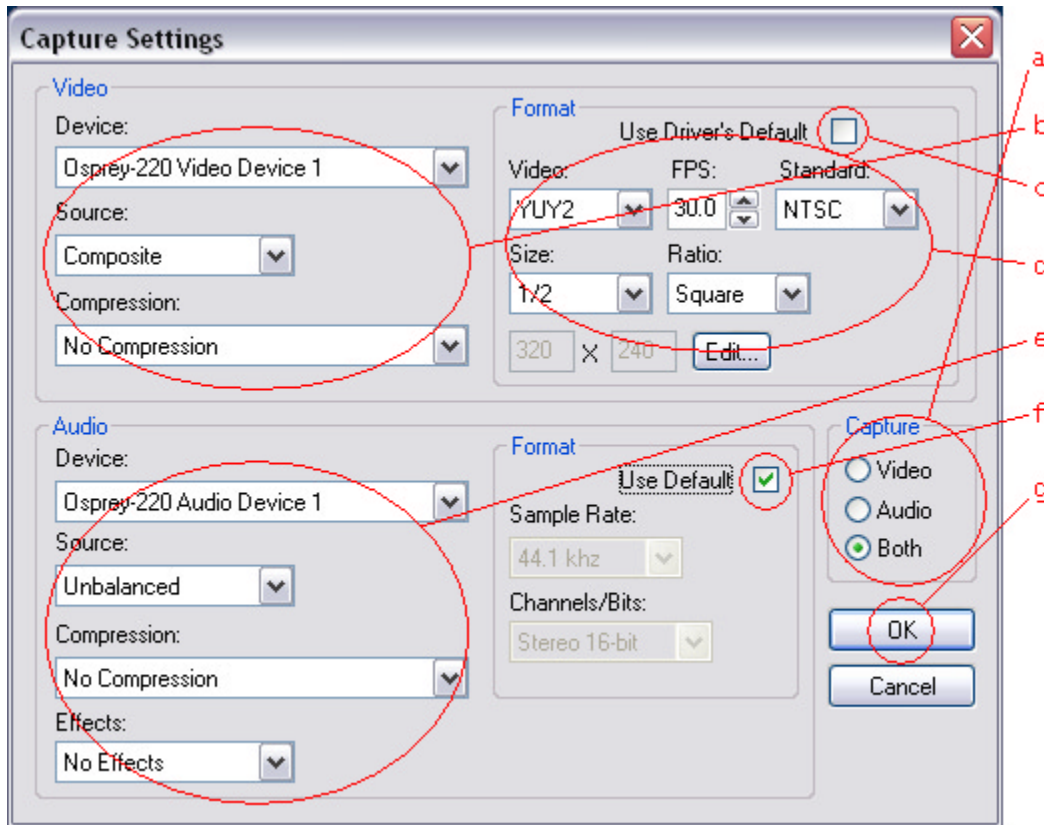 Capture Settings
Video
Device:
Osprey-220 Video Device 1
Source:
Composite
Compression:
No Compression
Format
Use Driver's Default
Video: FPS: Standard:
YUY2 30.0 NTSC
Size: Ratio:
1/2 Square
320 X 240 Edit...
Audio
Device:
Osprey-220 Audio Device 1
Source:
Unbalanced
Compression:
No Compression
Effects:
No Effects
Format
Use Default
Sample Rate:
44.1 khz
Channels/Bits:
Stereo 16-bit
Capture
Video
Audio
Both
OK
Cancel
a
b
e
f
g